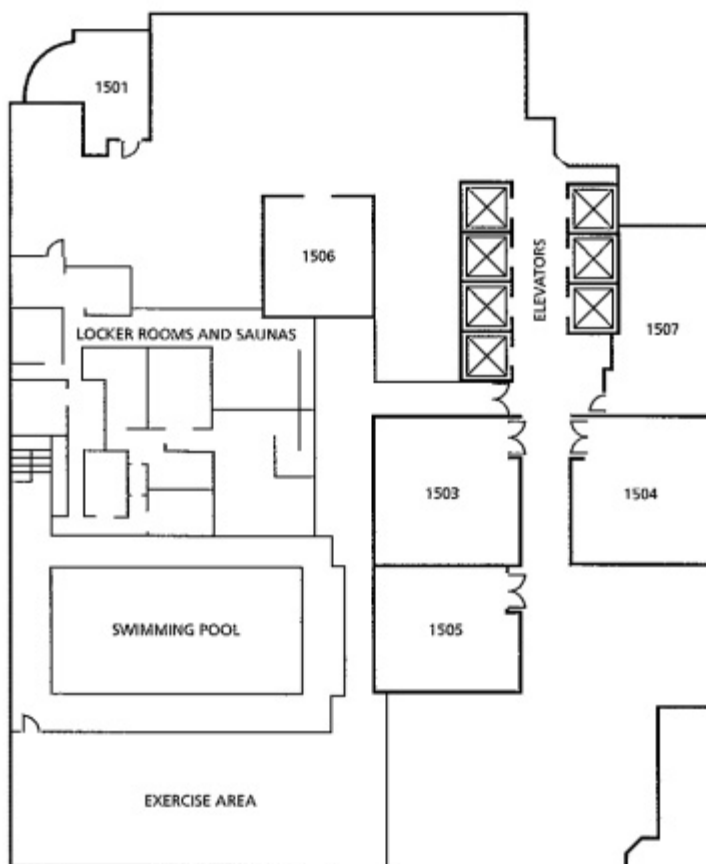 1501
1506
ELEVATORS
1507
LOCKER ROOMS AND SAUNAS
1503
1504
SWIMMING POOL
1505
EXERCISE AREA